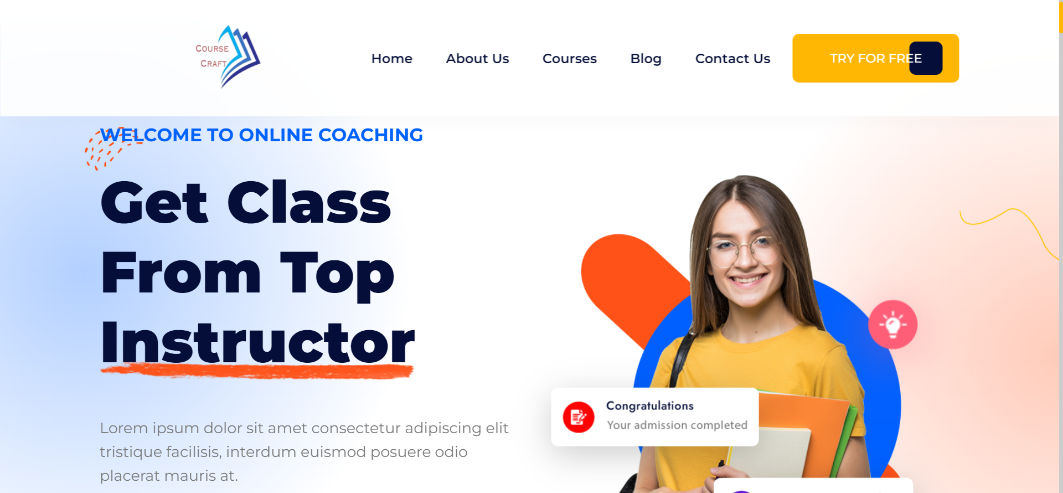 COURSE
CRAFT
Home
About Us
Courses
Blog
Contact Us
TRY FOR FREE
WELCOME TO ONLINE COACHING
Get Class
From Top
Instructor
Lorem ipsum dolor sit amet consectetur adipiscing elit
tristique facilisis, interdum euismod posuere odio
placerat mauris at.
Congratulations
Your admission completed